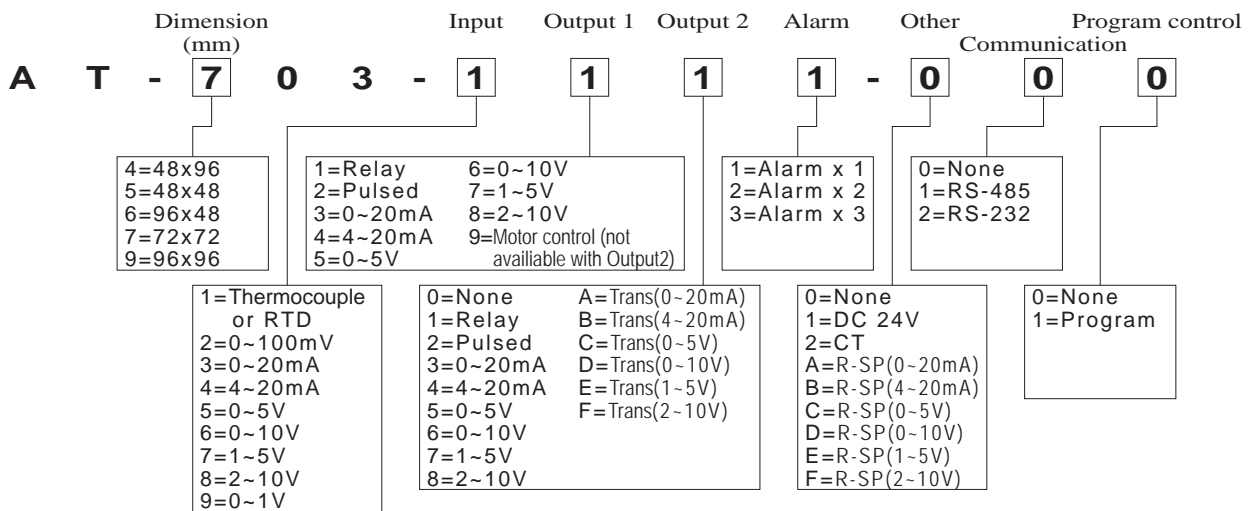 Dimension
(mm)
Input
Output 1
Output 2
Alarm
Other
Communication
Program control
A T - 7 0 3 - 1 1 1 1 - 0 0 0
4=48x96
5=48x48
6=96x48
7=72x72
9=96x96
1=Relay
2=Pulsed
3=0~20mA
4=4~20mA
5=0~5V
6=0~10V
7=1~5V
8=2~10V
9=Motor control (not
availiable with Output2)
1=Alarm x 1
2=Alarm x 2
3=Alarm x 3
0=None
1=RS-485
2=RS-232
1=Thermocouple
or RTD
2=0~100mV
3=0~20mA
4=4~20mA
5=0~5V
6=0~10V
7=1~5V
8=2~10V
9=0~1V
0=None
1=Relay
2=Pulsed
3=0~20mA
4=4~20mA
5=0~5V
6=0~10V
7=1~5V
8=2~10V
A=Trans(0~20mA)
B=Trans(4~20mA)
C=Trans(0~5V)
D=Trans(0~10V)
E=Trans(1~5V)
F=Trans(2~10V)
0=None
1=DC 24V
2=CT
A=R-SP(0~20mA)
B=R-SP(4~20mA)
C=R-SP(0~5V)
D=R-SP(0~10V)
E=R-SP(1~5V)
F=R-SP(2~10V)
0=None
1=Program